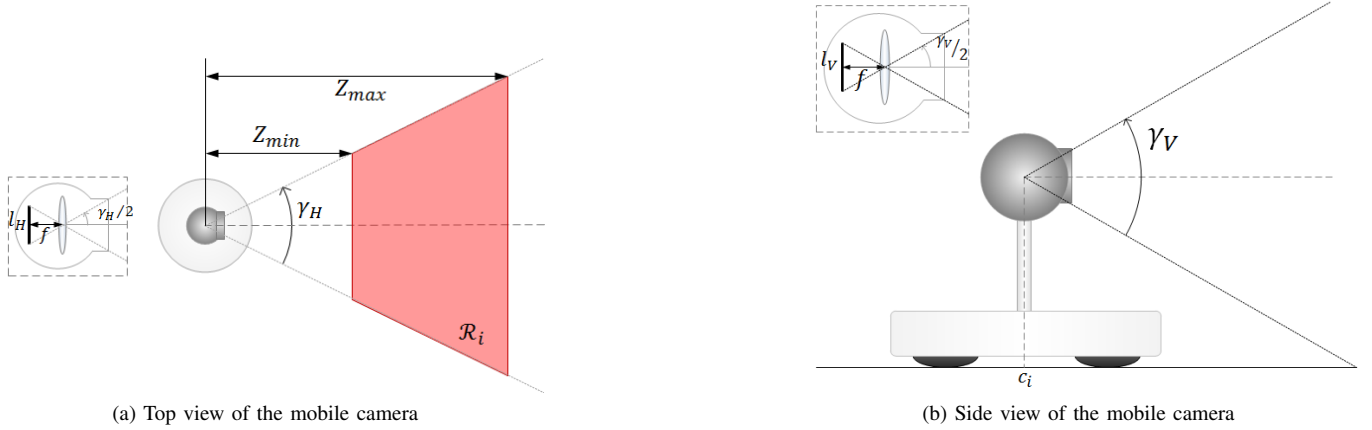 Z_max
Z_min
γ_H
l_H
f
γ_H/2
ℛ_i
(a) Top view of the mobile camera
l_V
f
γ_V/2
γ_V
c_i
(b) Side view of the mobile camera